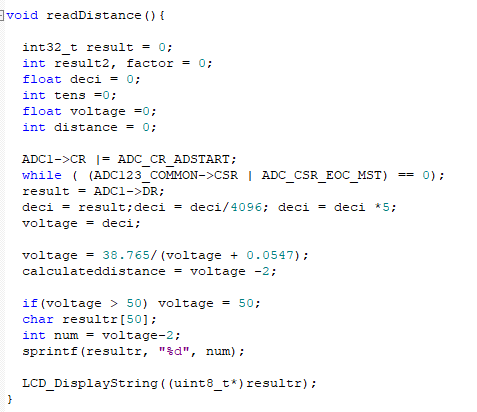 void readDistance(){
int32_t result = 0;
int result2, factor = 0;
float deci = 0;
int tens =0;
float voltage =0;
int distance = 0;
ADC1->CR |= ADC_CR_ADSTART;
while ( (ADC123_COMMON->CSR | ADC_CSR_EOC_MST) == 0);
result = ADC1->DR;
deci = result;deci = deci/4096; deci = deci *5;
voltage = deci;
voltage = 38.765/(voltage + 0.0547);
calculateddistance = voltage -2;
if(voltage > 50) voltage = 50;
char resultr[50];
int num = voltage-2;
sprintf(resultr, "%d", num);
LCD_DisplayString((uint8_t*)resultr);
}